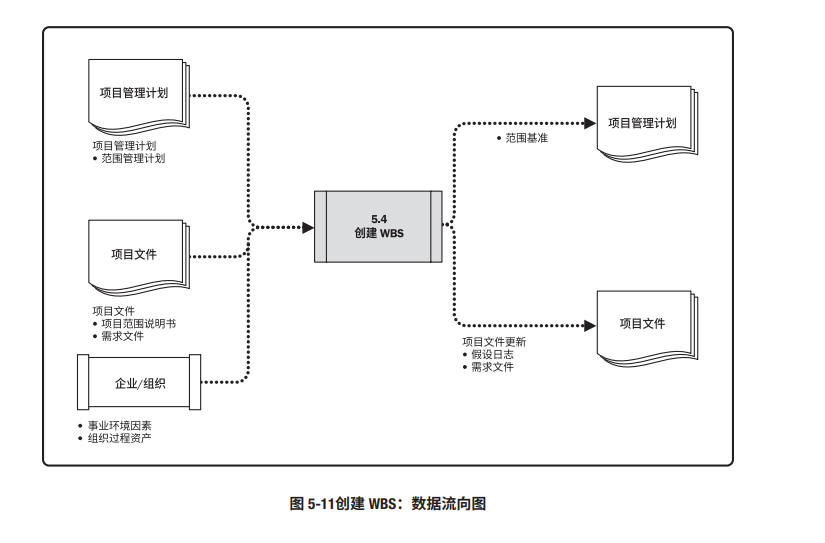 项目管理计划
项目管理计划
• 范围管理计划
项目文件
项目文件
• 项目范围说明书
• 需求文件
企业/组织
• 事业环境因素
• 组织过程资产
5.4
创建 WBS
• 范围基准
项目管理计划
项目文件更新
• 假设日志
• 需求文件
项目文件
图 5-11创建 WBS：数据流向图